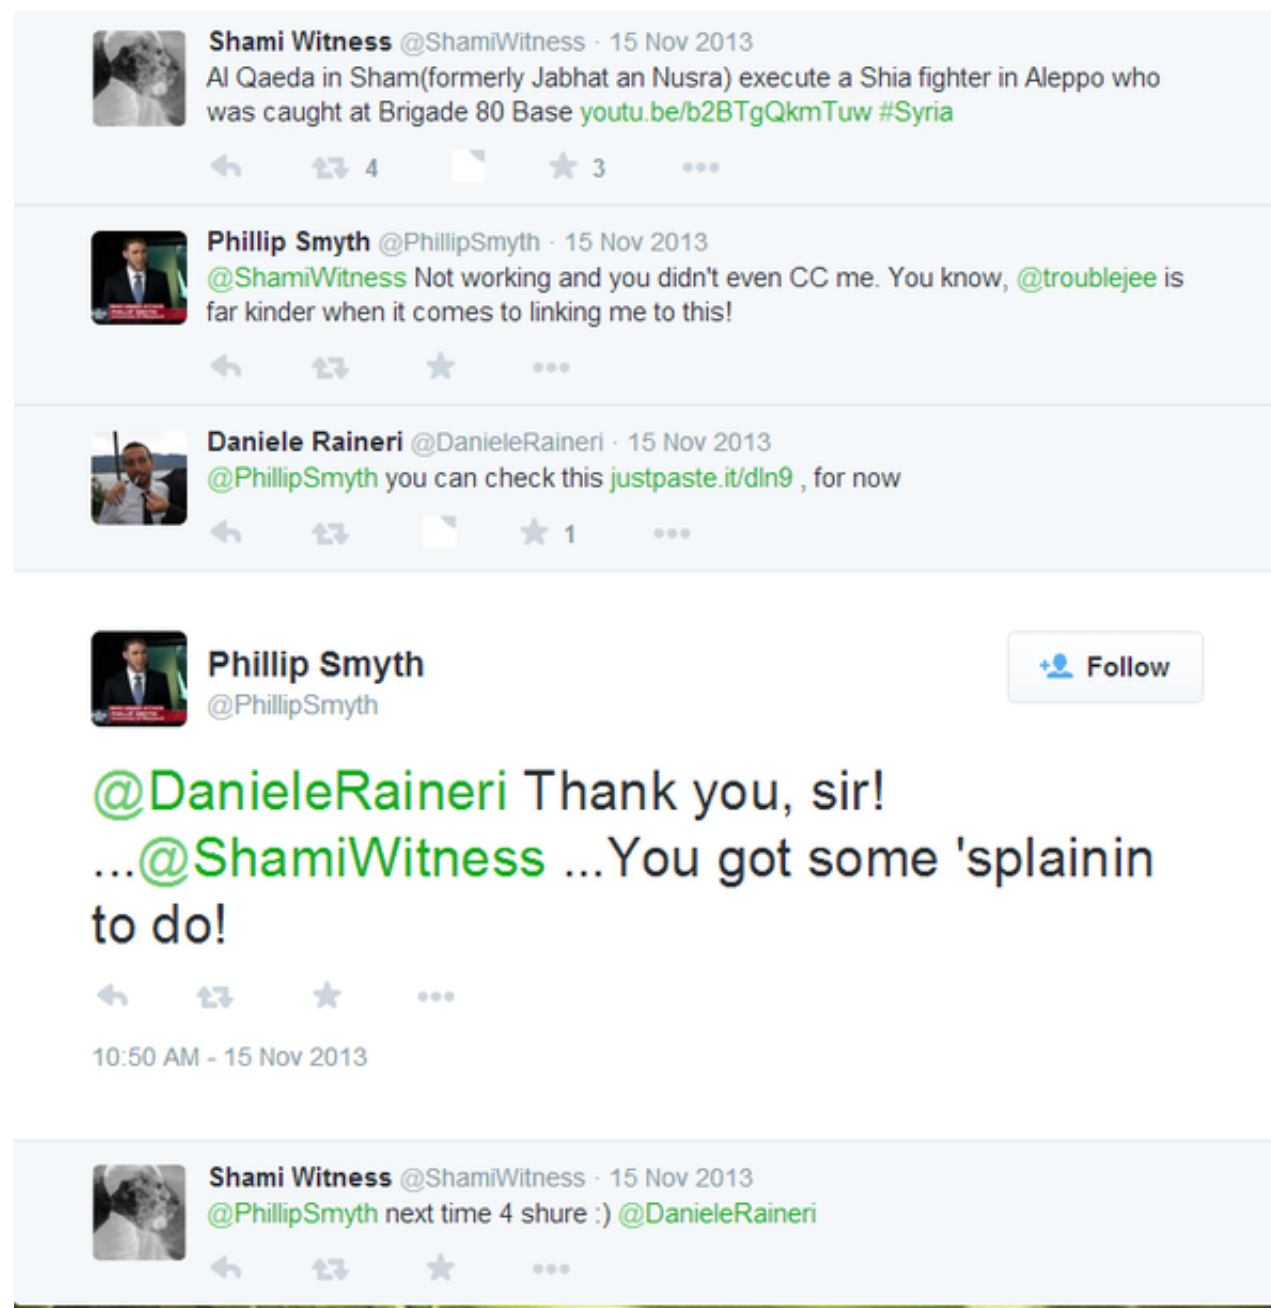 Shami Witness @ShamiWitness · 15 Nov 2013
Al Qaeda in Sham(formerly Jabhat an Nusra) execute a Shia fighter in Aleppo who
was caught at Brigade 80 Base youtu.be/b2BTgQkmTuw #Syria
4 3
Phillip Smyth @PhillipSmyth · 15 Nov 2013
@ShamiWitness Not working and you didn't even CC me. You know, @troublejee is
far kinder when it comes to linking me to this!
Daniele Raineri @DanieleRaineri · 15 Nov 2013
@PhillipSmyth you can check this justpaste.it/dln9 , for now
1
Phillip Smyth
@PhillipSmyth
Follow
@DanieleRaineri Thank you, sir!
...@ShamiWitness ...You got some 'splainin
to do!
10:50 AM - 15 Nov 2013
Shami Witness @ShamiWitness · 15 Nov 2013
@PhillipSmyth next time 4 shure :) @DanieleRaineri